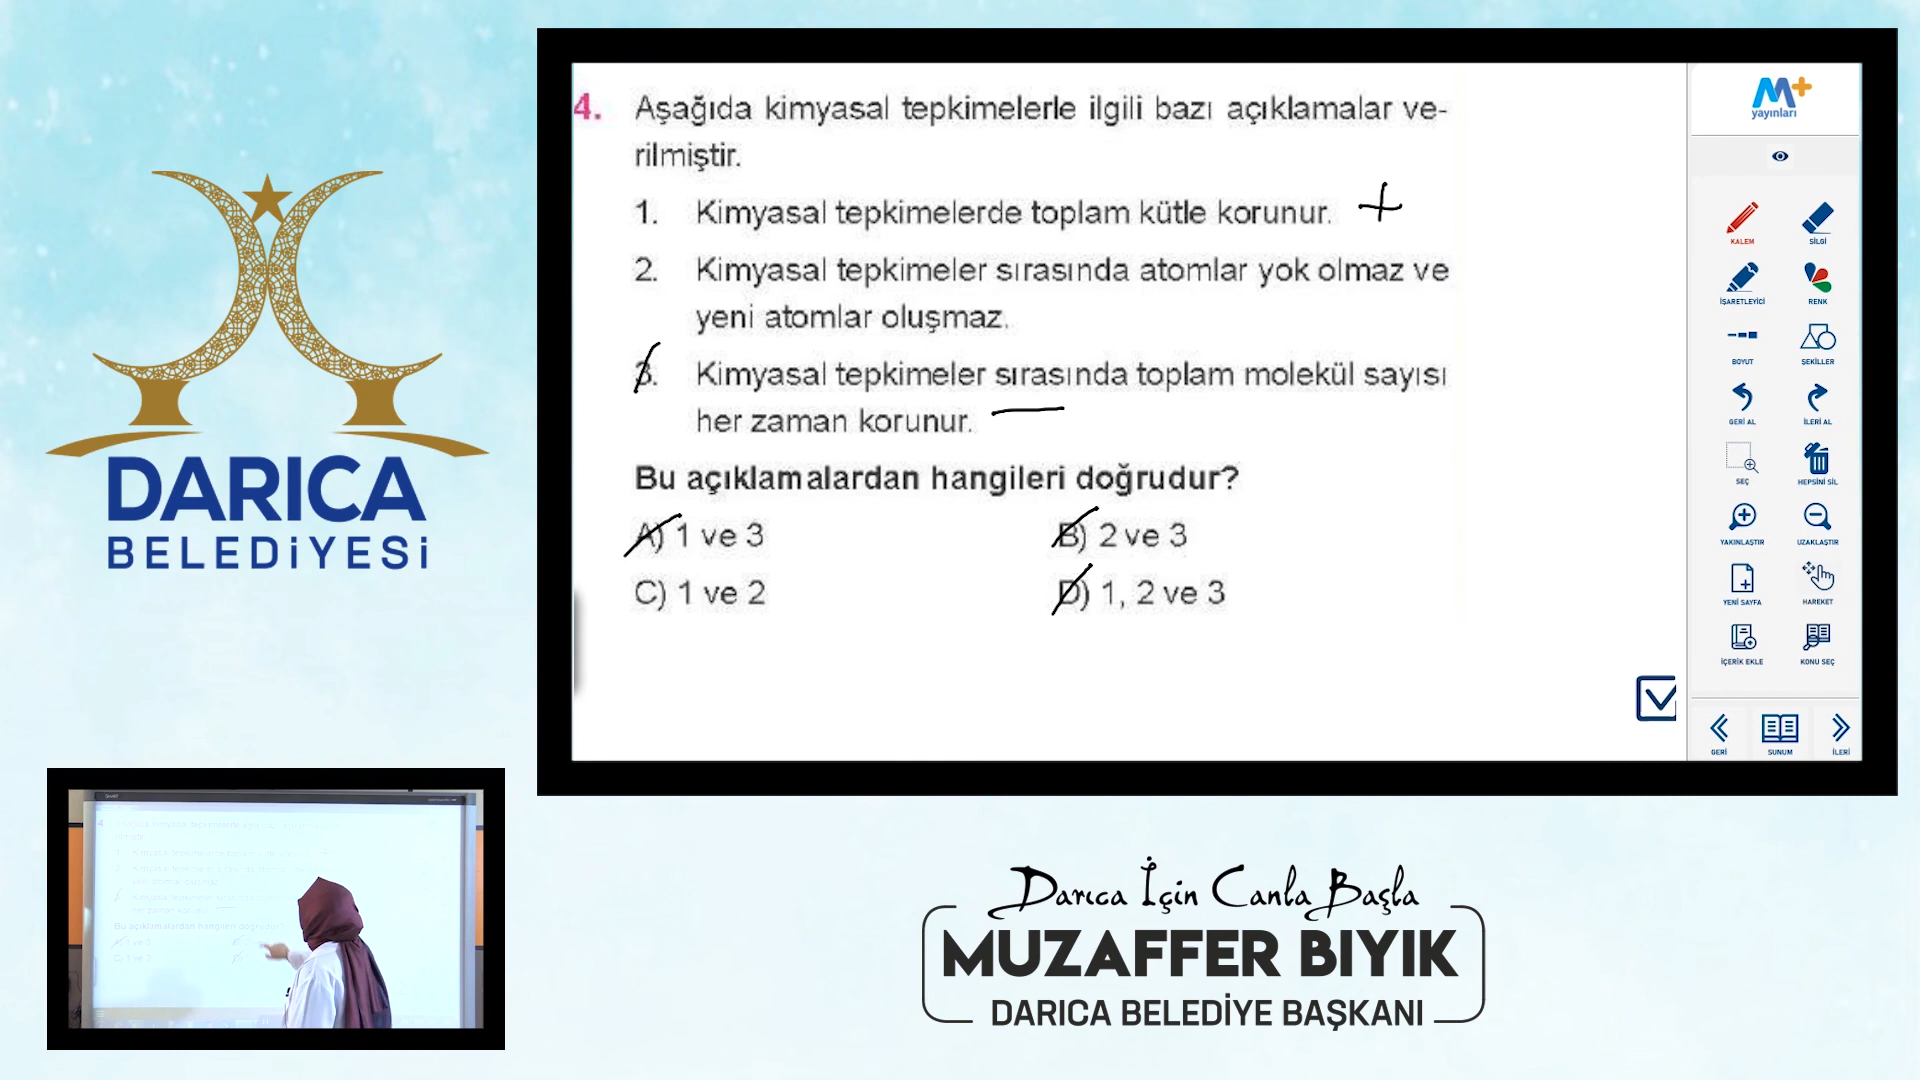 DARICA
BELEDİYESİ
4. Aşağıda kimyasal tepkimelerle ilgili bazı açıklamalar ve-
rilmiştir.
1. Kimyasal tepkimelerde toplam kütle korunur. +
2. Kimyasal tepkimeler sırasında atomlar yok olmaz ve
yeni atomlar oluşmaz.
3. Kimyasal tepkimeler sırasında toplam molekül sayısı
her zaman korunur. —
Bu açıklamalardan hangileri doğrudur?
A) 1 ve 3 B) 2 ve 3
C) 1 ve 2 D) 1, 2 ve 3
M+
yayınları
KALEM SİLGİ
İŞARETLEYİCİ RENK
BOYUT ŞEKİLLER
GERİ AL İLERİ AL
SEÇ HEPSİNİ SİL
YAKINLAŞTIR UZAKLAŞTIR
YENİ SAYFA HAREKET
İÇERİK EKLE KONU SEÇ
GERİ SUNUM İLERİ
Darıca İçin Canla Başla
MUZAFFER BIYIK
DARICA BELEDİYE BAŞKANI